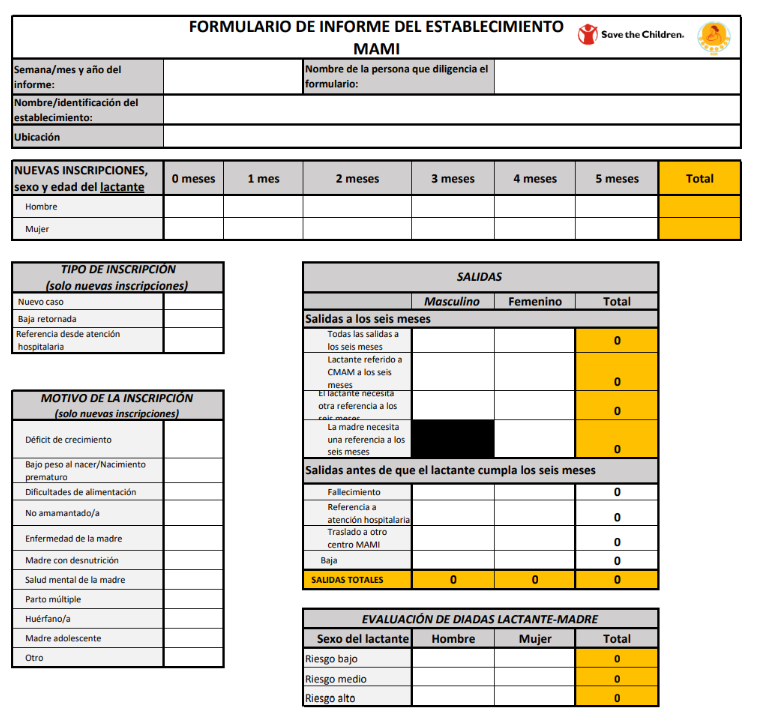 FORMULARIO DE INFORME DEL ESTABLECIMIENTO
MAMI
Save the Children.
Semana/mes y año del
informe:
Nombre de la persona que diligencia el
formulario:
Nombre/identificación del
establecimiento:
Ubicación
NUEVAS INSCRIPCIONES,
sexo y edad del lactante
0 meses
1 mes
2 meses
3 meses
4 meses
5 meses
Total
Hombre
Mujer
TIPO DE INSCRIPCIÓN
(solo nuevas inscripciones)
Nuevo caso
Baja retornada
Referencia desde atención
hospitalaria
MOTIVO DE LA INSCRIPCIÓN
(solo nuevas inscripciones)
Déficit de crecimiento
Bajo peso al nacer/Nacimiento
prematuro
Dificultades de alimentación
No amamantado/a
Enfermedad de la madre
Madre con desnutrición
Salud mental de la madre
Parto múltiple
Huérfano/a
Madre adolescente
Otro
SALIDAS
Masculino
Femenino
Total
Salidas a los seis meses
Todas las salidas a
los seis meses
0
Lactante referido a
CMAM a los seis
meses
0
El lactante necesita
otra referencia a los
seis meses
0
La madre necesita
una referencia a los
seis meses
0
Salidas antes de que el lactante cumpla los seis meses
Fallecimiento
0
Referencia a
atención hospitalaria
0
Traslado a otro
centro MAMI
0
Baja
0
SALIDAS TOTALES
0
0
0
EVALUACIÓN DE DIADAS LACTANTE-MADRE
Sexo del lactante
Hombre
Mujer
Total
Riesgo bajo
0
Riesgo medio
0
Riesgo alto
0